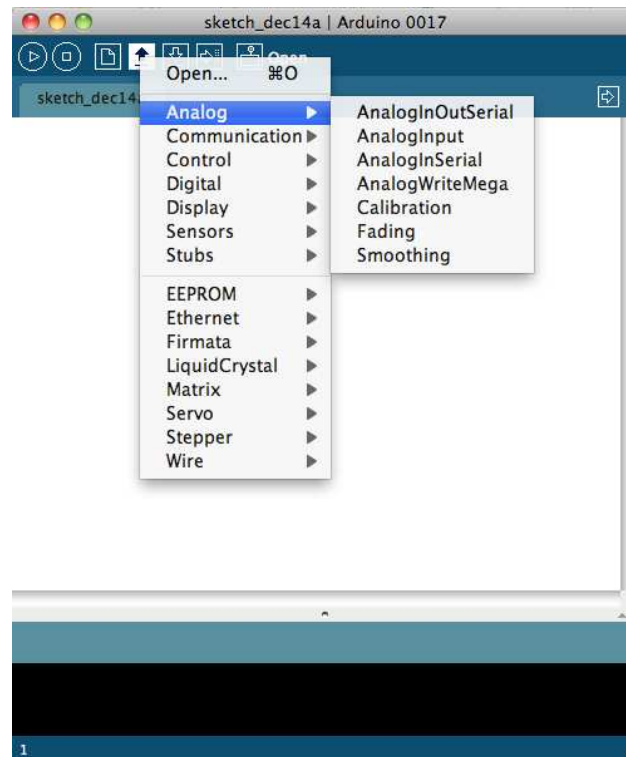 sketch_dec14a | Arduino 0017
Open
sketch_dec14
Open... ⌘O
Analog
Communication
Control
Digital
Display
Sensors
Stubs
EEPROM
Ethernet
Firmata
LiquidCrystal
Matrix
Servo
Stepper
Wire
AnalogInOutSerial
AnalogInput
AnalogInSerial
AnalogWriteMega
Calibration
Fading
Smoothing
1